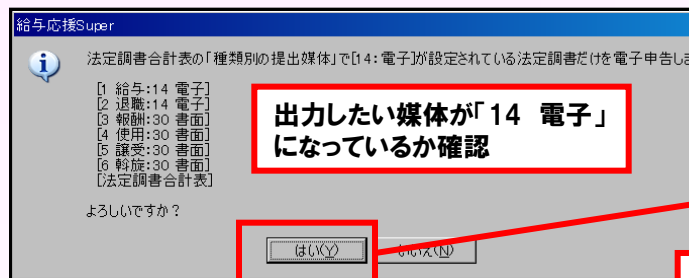 給与応援Super
法定調書合計表の「種類別の提出媒体」で[14:電子]が設定されている法定調書だけを電子申告しま
[1 給与:14 電子]
[2 退職:14 電子]
[3 報酬:30 書面]
[4 使用:30 書面]
[5 譲受:30 書面]
[6 斡旋:30 書面]
[法定調書合計表]
出力したい媒体が「14　電子」
になっているか確認
よろしいですか？
はい(Y)
いいえ(N)